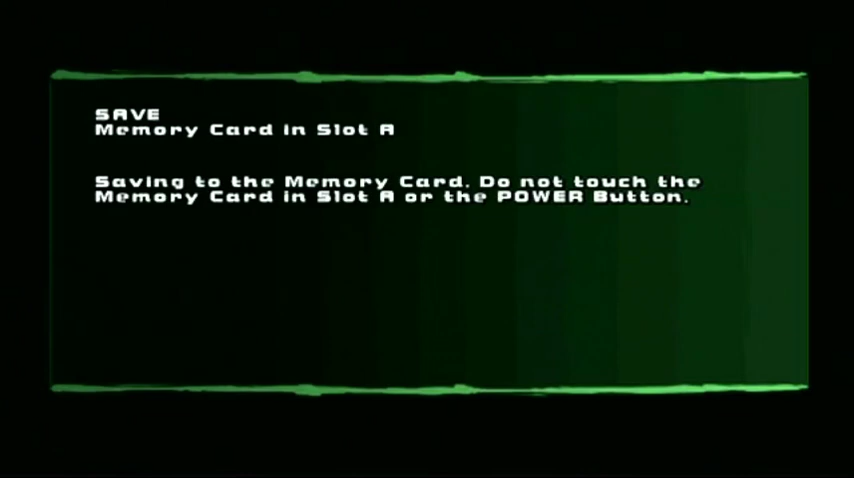 SAVE
Memory Card in Slot A
Saving to the Memory Card. Do not touch the
Memory Card in Slot A or the POWER Button.